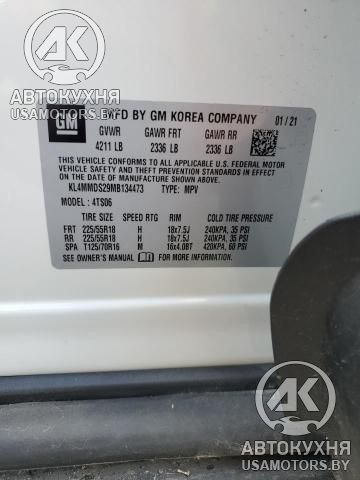 GM MFD BY GM KOREA COMPANY 01/21
GVWR GAWR FRT GAWR RR
4211 LB 2336 LB 2336 LB
THIS VEHICLE CONFORMS TO ALL APPLICABLE U.S. FEDERAL MOTOR
VEHICLE SAFETY, BUMPER, AND THEFT PREVENTION STANDARDS IN EFFECT
ON THE DATE OF MANUFACTURE SHOWN ABOVE.
KL4MMDS29MB134473 TYPE: MPV
MODEL: 4TS06
TIRE SIZE SPEED RTG RIM COLD TIRE PRESSURE
FRT 225/55R18 H 18x7.5J 240KPA, 35 PSI
RR 225/55R18 H 18x7.5J 240KPA, 35 PSI
SPA T125/70R16 M 16x4.0BT 420KPA, 60 PSI
SEE OWNER'S MANUAL FOR ADDITIONAL INFORMATION
АК
АВТОКУХНЯ
USAMOTORS.BY
АК
АВТОКУХНЯ
USAMOTORS.BY